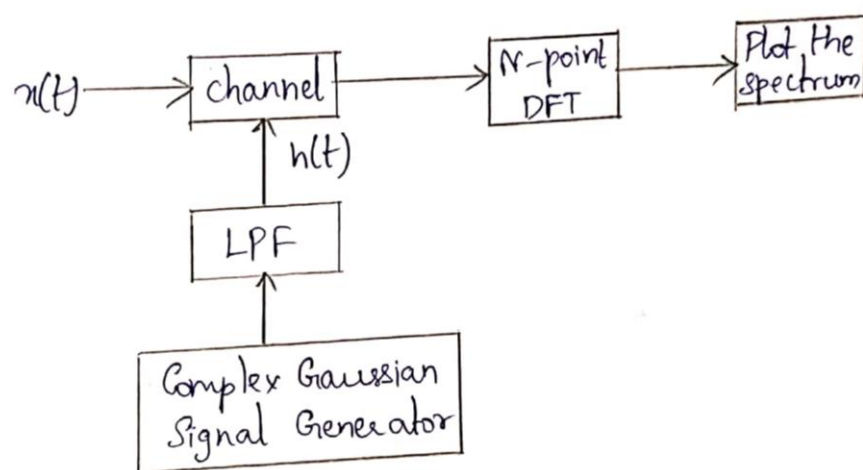 x(t)
channel
N-point
DFT
Plot the
spectrum
h(t)
LPF
Complex Gaussian
Signal Generator